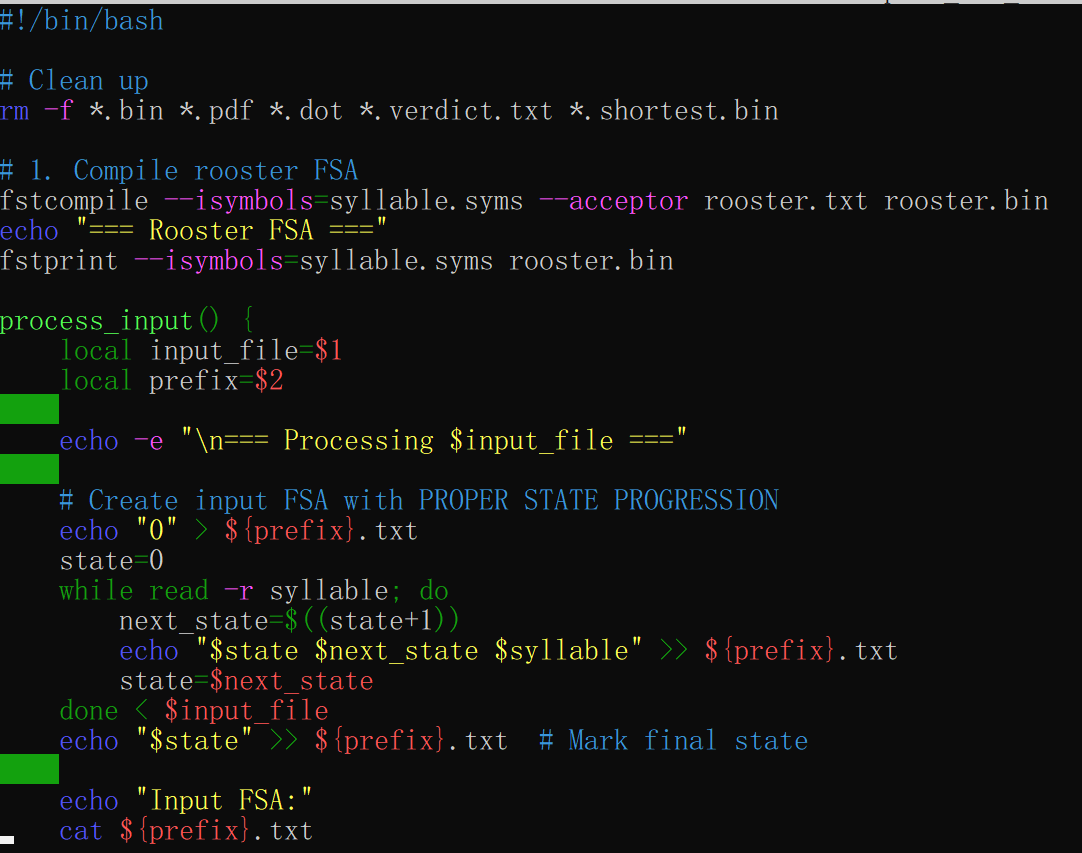 #!/bin/bash

# Clean up
rm -f *.bin *.pdf *.dot *.verdict.txt *.shortest.bin

# 1. Compile rooster FSA
fstcompile --isymbols=syllable.syms --acceptor rooster.txt rooster.bin
echo "=== Rooster FSA ==="
fstprint --isymbols=syllable.syms rooster.bin

process_input() {
    local input_file=$1
    local prefix=$2

    echo -e "\n=== Processing $input_file ==="

    # Create input FSA with PROPER STATE PROGRESSION
    echo "0" > ${prefix}.txt
    state=0
    while read -r syllable; do
        next_state=$((state+1))
        echo "$state $next_state $syllable" >> ${prefix}.txt
        state=$next_state
    done < $input_file
    echo "$state" >> ${prefix}.txt  # Mark final state

    echo "Input FSA:"
    cat ${prefix}.txt